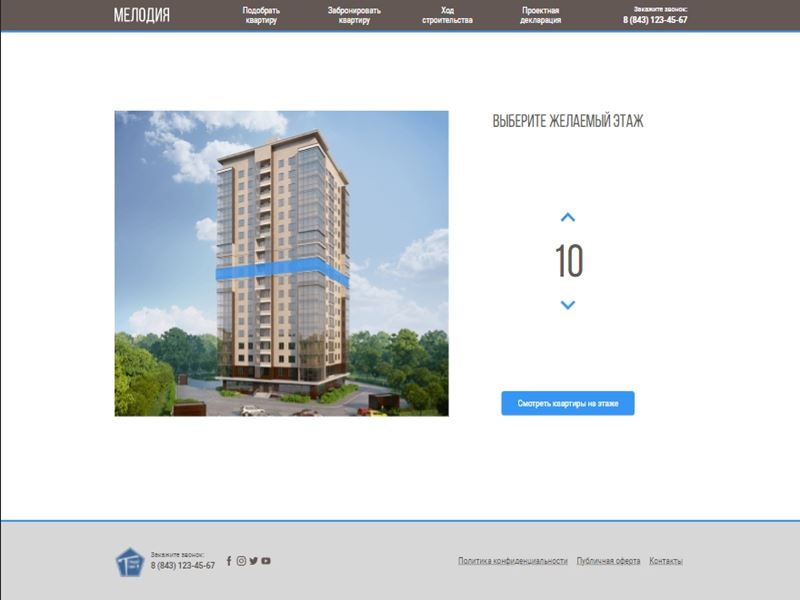 МЕЛОДИЯ
Подобрать
квартиру
Забронировать
квартиру
Ход
строительства
Проектная
декларация
Закажите звонок:
8 (843) 123-45-67
ВЫБЕРИТЕ ЖЕЛАЕМЫЙ ЭТАЖ
10
Смотреть квартиры на этаже
Закажите звонок:
8 (843) 123-45-67
Политика конфиденциальности
Публичная оферта
Контакты